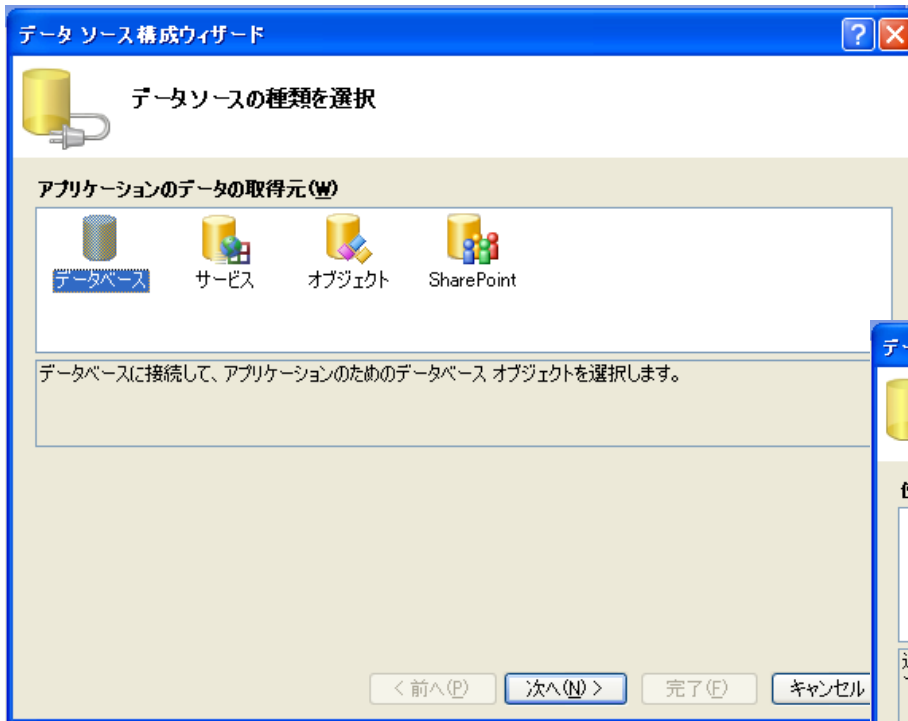 データ ソース構成ウィザード
データソースの種類を選択
アプリケーションのデータの取得元(W)
データベース
サービス
オブジェクト
SharePoint
データベースに接続して、アプリケーションのためのデータベース オブジェクトを選択します。
< 前へ(P)
次へ(N) >
完了(F)
キャンセル
デー